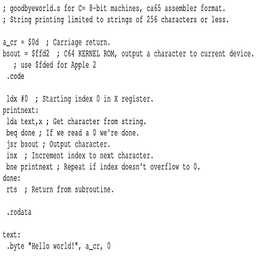 ; goodbyeworld.s for C= 8-bit machines, ca65 assembler format.
; String printing limited to strings of 256 characters or less.
a_cr = $0d ; Carriage return.
bsout = $ffd2 ; C64 KERNEL ROM, output a character to current device.
; use $fded for Apple 2
.code
ldx #0 ; Starting index 0 in X register.
printnext:
lda text,x ; Get character from string.
beq done ; If we read a 0 we're done.
jsr bsout ; Output character.
inx ; Increment index to next character.
bne printnext ; Repeat if index doesn't overflow to 0.
done:
rts ; Return from subroutine.
.rodata
text:
.byte "Hello world!", a_cr, 0